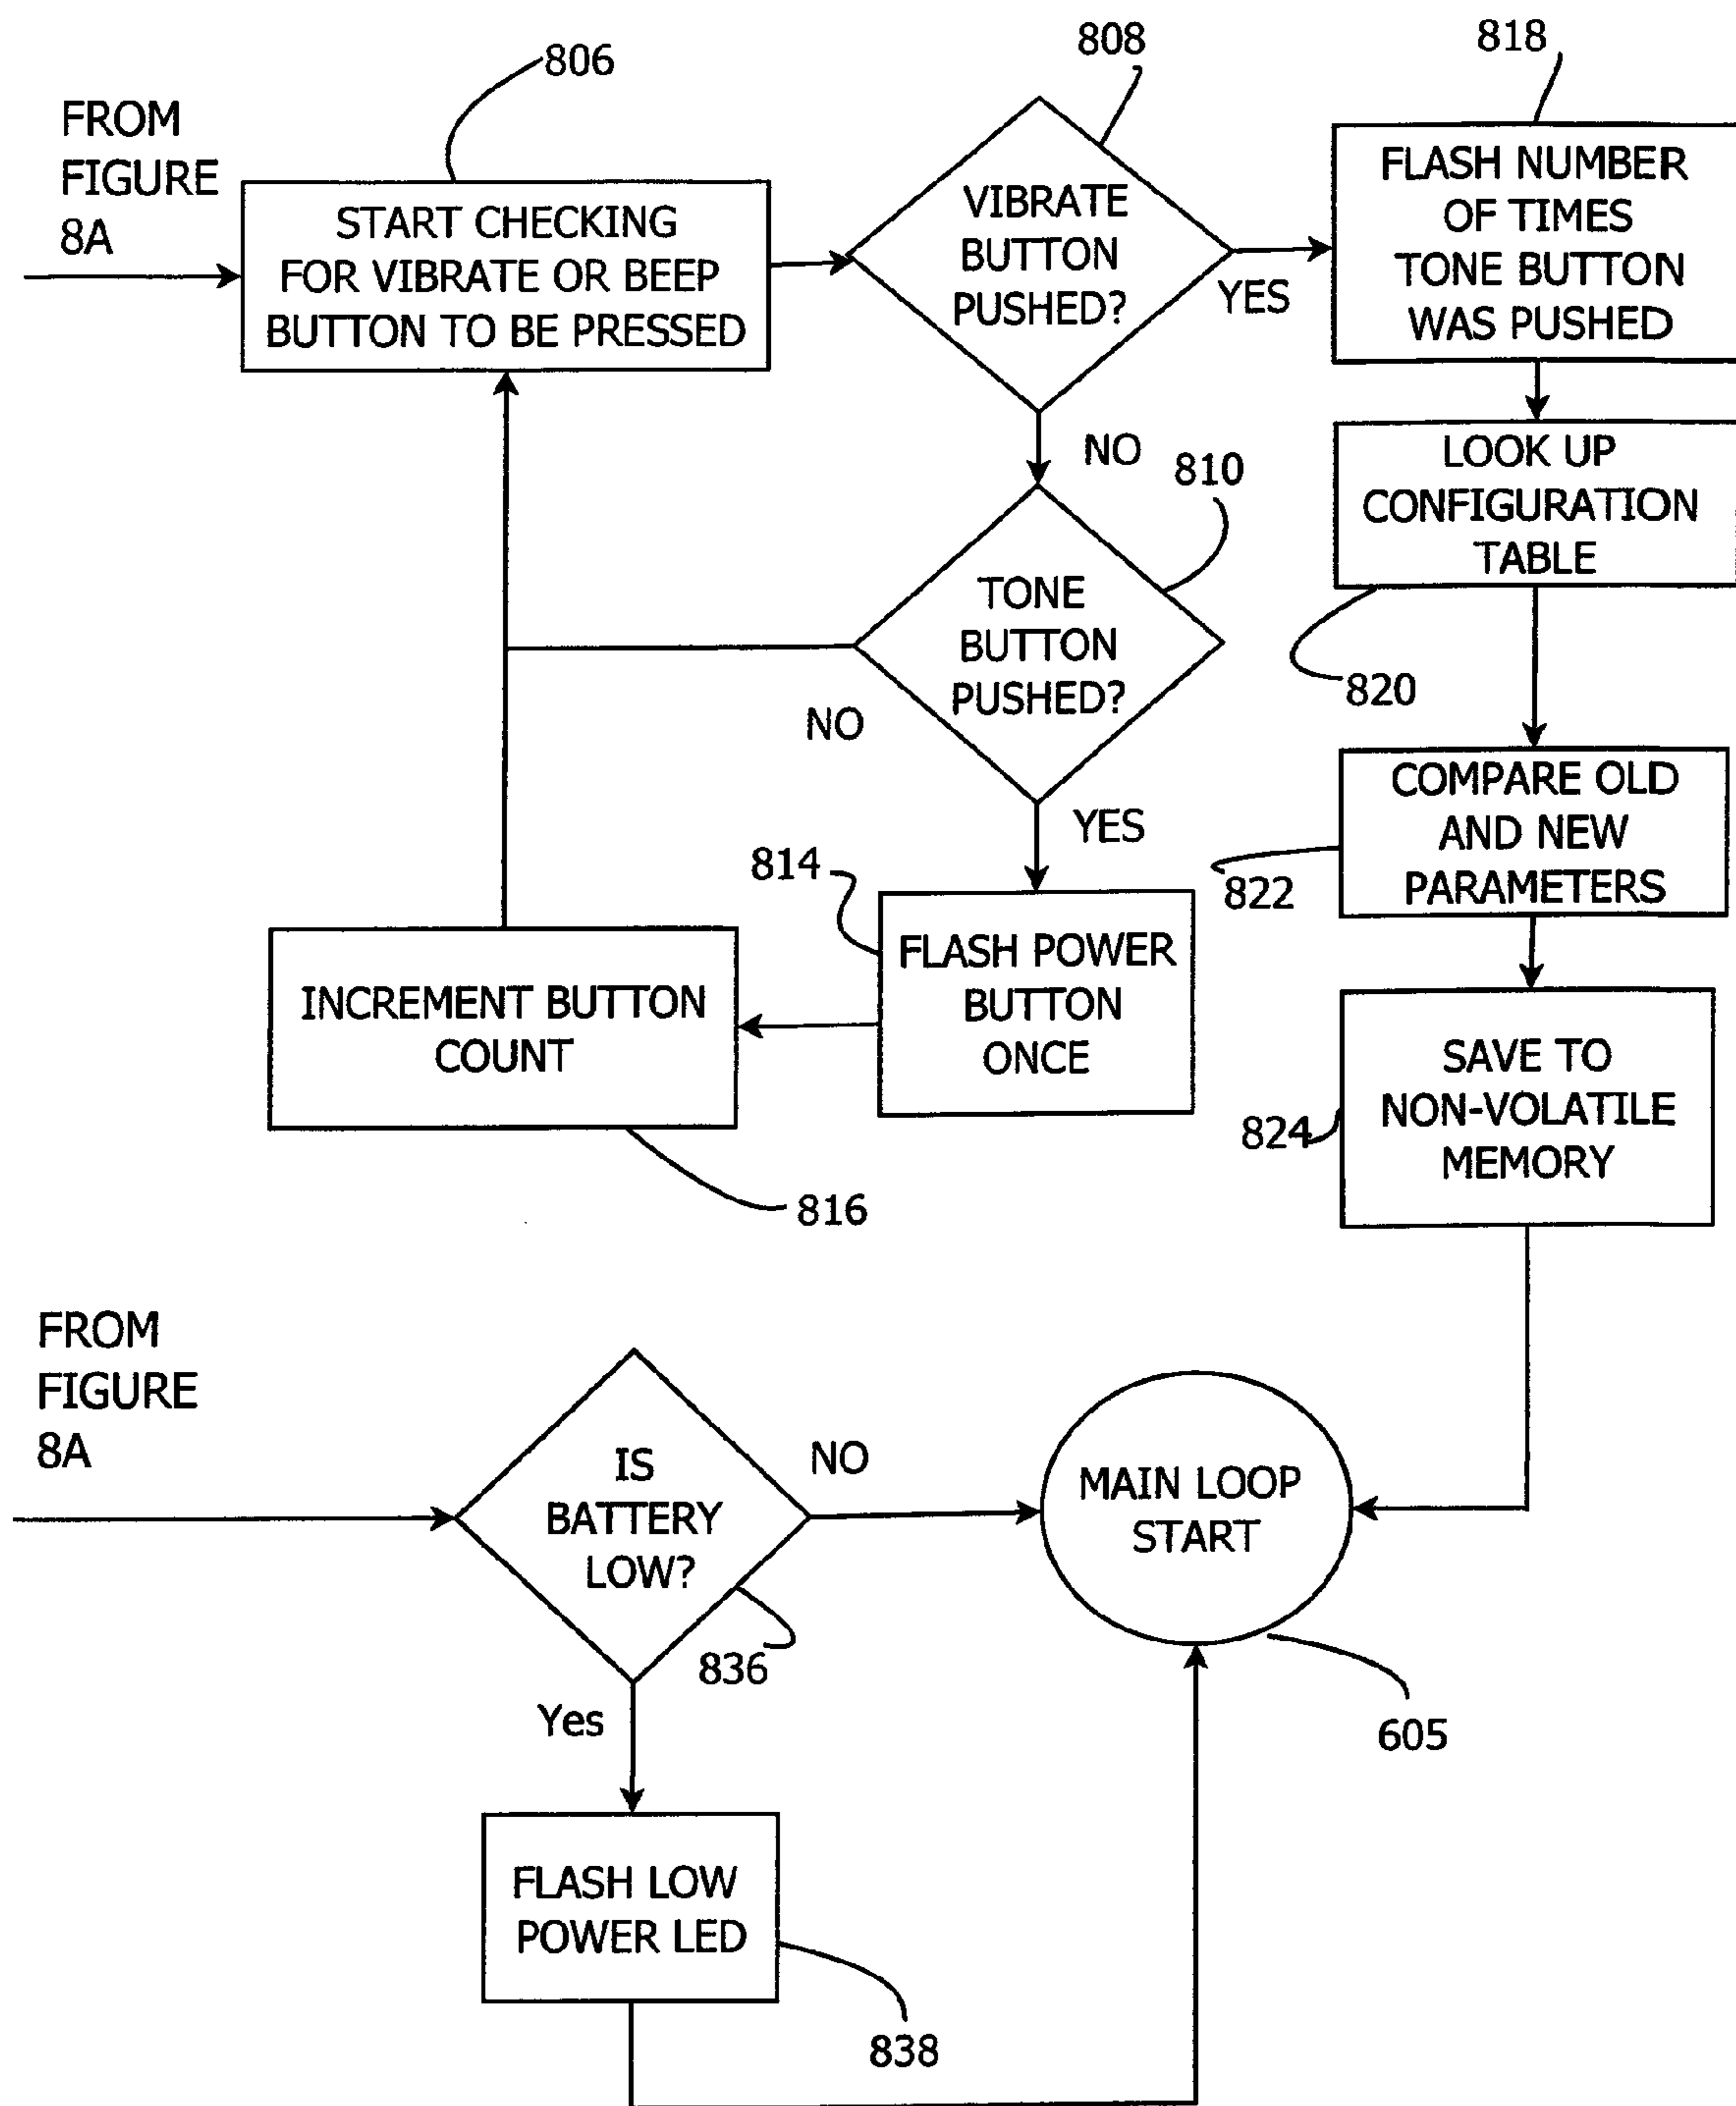 806
808
818
FROM
FIGURE
8A
START CHECKING
FOR VIBRATE OR BEEP
BUTTON TO BE PRESSED
VIBRATE
BUTTON
PUSHED?
YES
FLASH NUMBER
OF TIMES
TONE BUTTON
WAS PUSHED
NO
810
LOOK UP
CONFIGURATION
TABLE
820
TONE
BUTTON
PUSHED?
NO
YES
COMPARE OLD
AND NEW
PARAMETERS
822
814
FLASH POWER
BUTTON
ONCE
INCREMENT BUTTON
COUNT
816
SAVE TO
NON-VOLATILE
MEMORY
824
FROM
FIGURE
8A
IS
BATTERY
LOW?
NO
836
Yes
MAIN LOOP
START
605
FLASH LOW
POWER LED
838